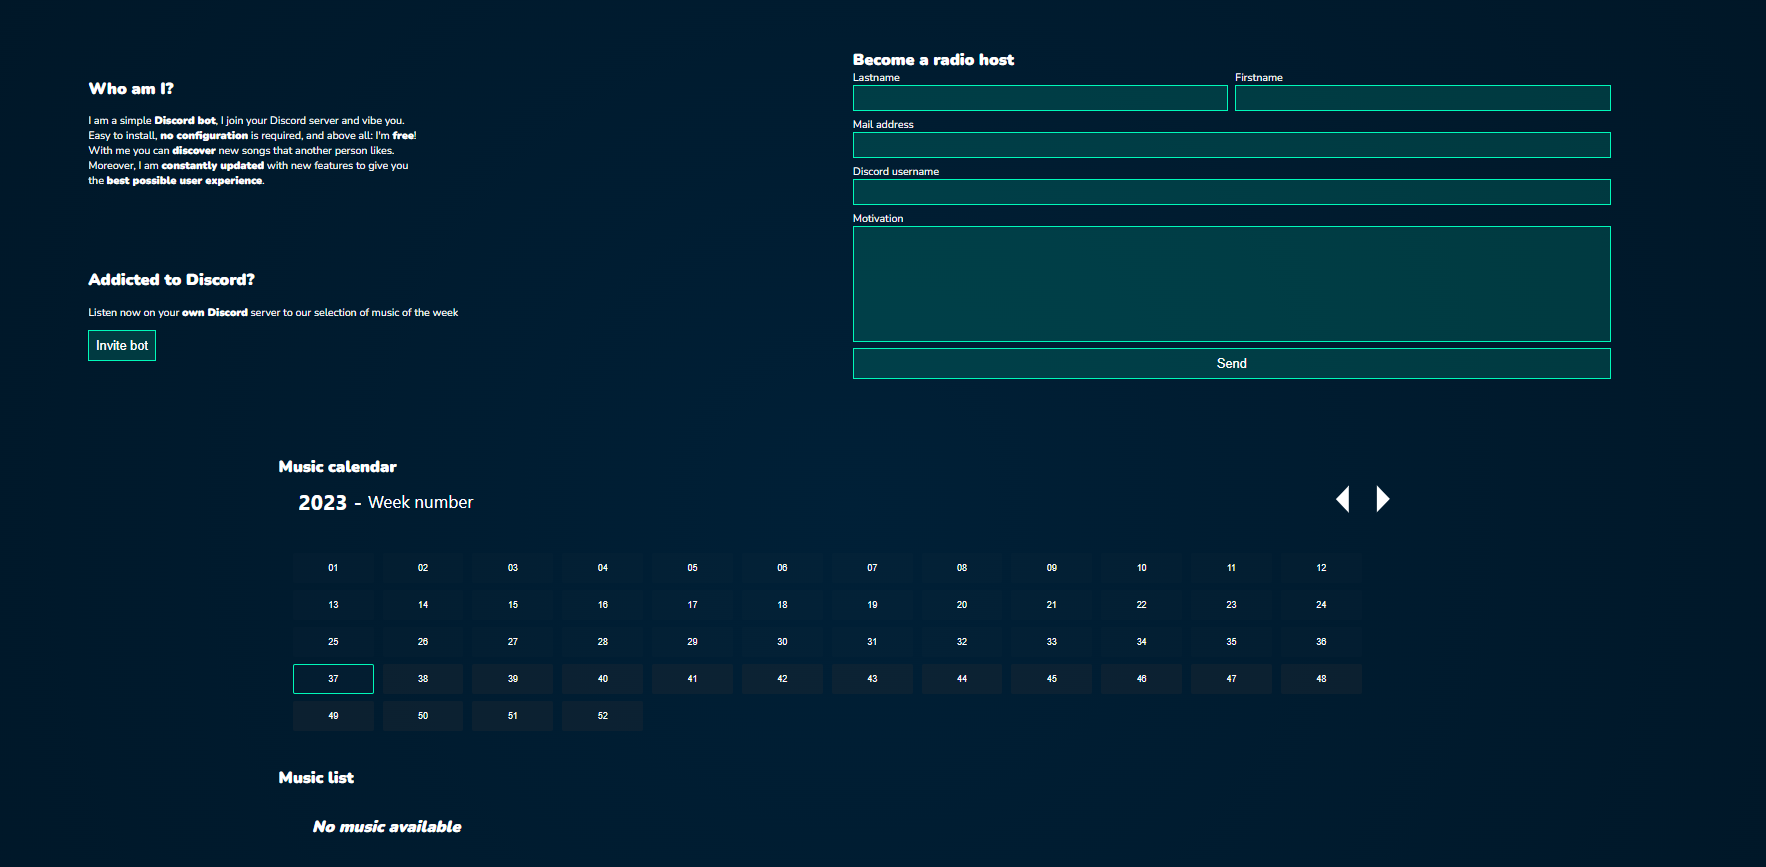 Who am I?
I am a simple Discord bot, I join your Discord server and vibe you.
Easy to install, no configuration is required, and above all: I'm free!
With me you can discover new songs that another person likes.
Moreover, I am constantly updated with new features to give you
the best possible user experience.
Addicted to Discord?
Listen now on your own Discord server to our selection of music of the week
Invite bot
Become a radio host
Lastname Firstname
Mail address
Discord username
Motivation
Send
Music calendar
2023 - Week number
01 02 03 04 05 06 07 08 09 10 11 12
13 14 15 16 17 18 19 20 21 22 23 24
25 26 27 28 29 30 31 32 33 34 35 36
37 38 39 40 41 42 43 44 45 46 47 48
49 50 51 52
Music list
No music available